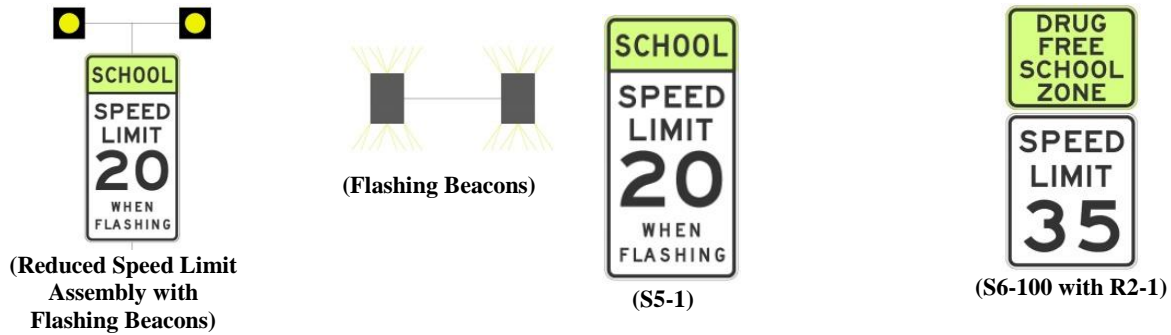 SCHOOL
SPEED
LIMIT
20
WHEN
FLASHING
(Reduced Speed Limit
Assembly with
Flashing Beacons)
(Flashing Beacons)
SCHOOL
SPEED
LIMIT
20
WHEN
FLASHING
(S5-1)
DRUG
FREE
SCHOOL
ZONE
SPEED
LIMIT
35
(S6-100 with R2-1)